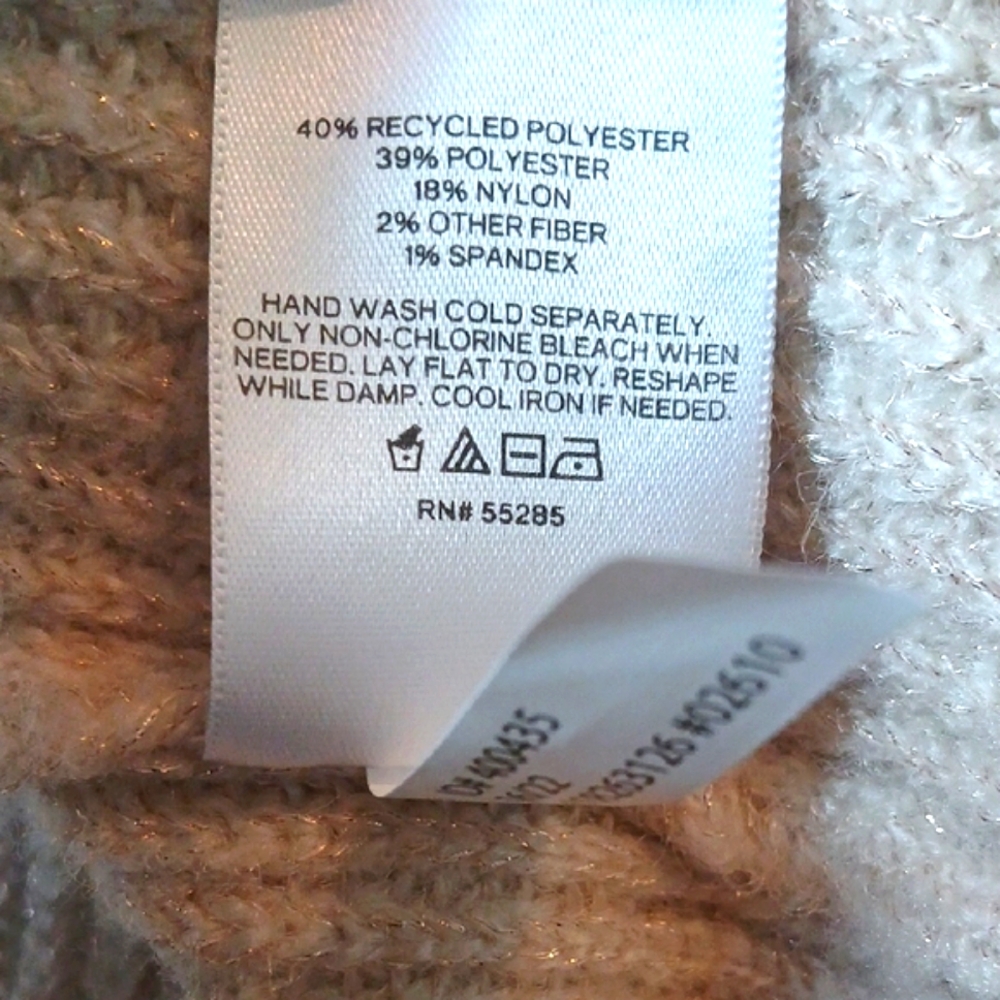 40% RECYCLED POLYESTER
39% POLYESTER
18% NYLON
2% OTHER FIBER
1% SPANDEX
HAND WASH COLD SEPARATELY.
ONLY NON-CHLORINE BLEACH WHEN
NEEDED. LAY FLAT TO DRY. RESHAPE
WHILE DAMP. COOL IRON IF NEEDED.
RN# 55285
#026510